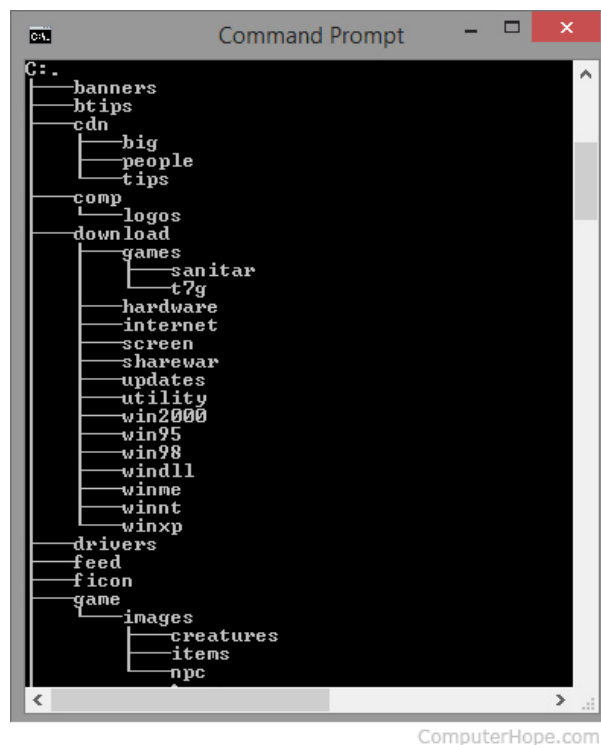 Command Prompt
C:.
banners
btips
cdn
big
people
tips
comp
logos
download
games
sanitar
t7g
hardware
internet
screen
sharewar
updates
utility
win2000
win95
win98
windll
winme
winnt
winxp
drivers
feed
ficon
game
images
creatures
items
npc
ComputerHope.com